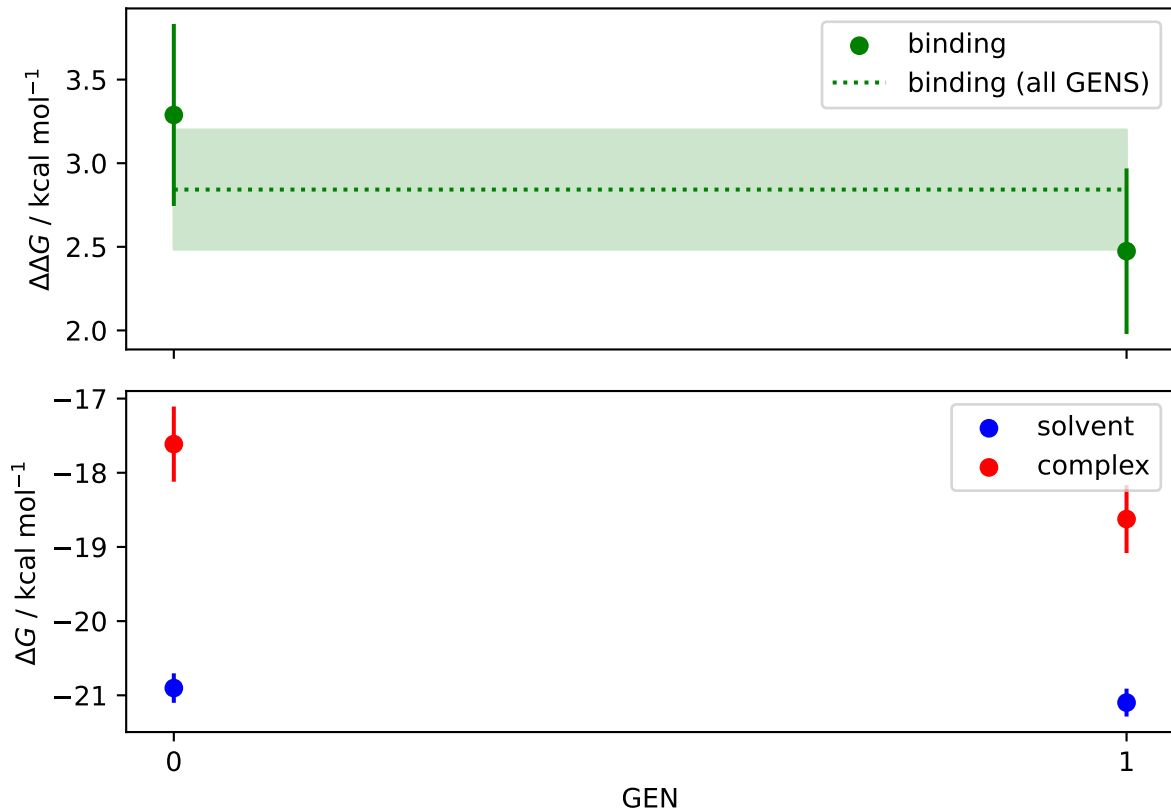 3.5
3.0
2.5
2.0
ΔΔG / kcal mol⁻¹
binding
binding (all GENS)
−17
−18
−19
−20
−21
ΔG / kcal mol⁻¹
solvent
complex
0
1
GEN